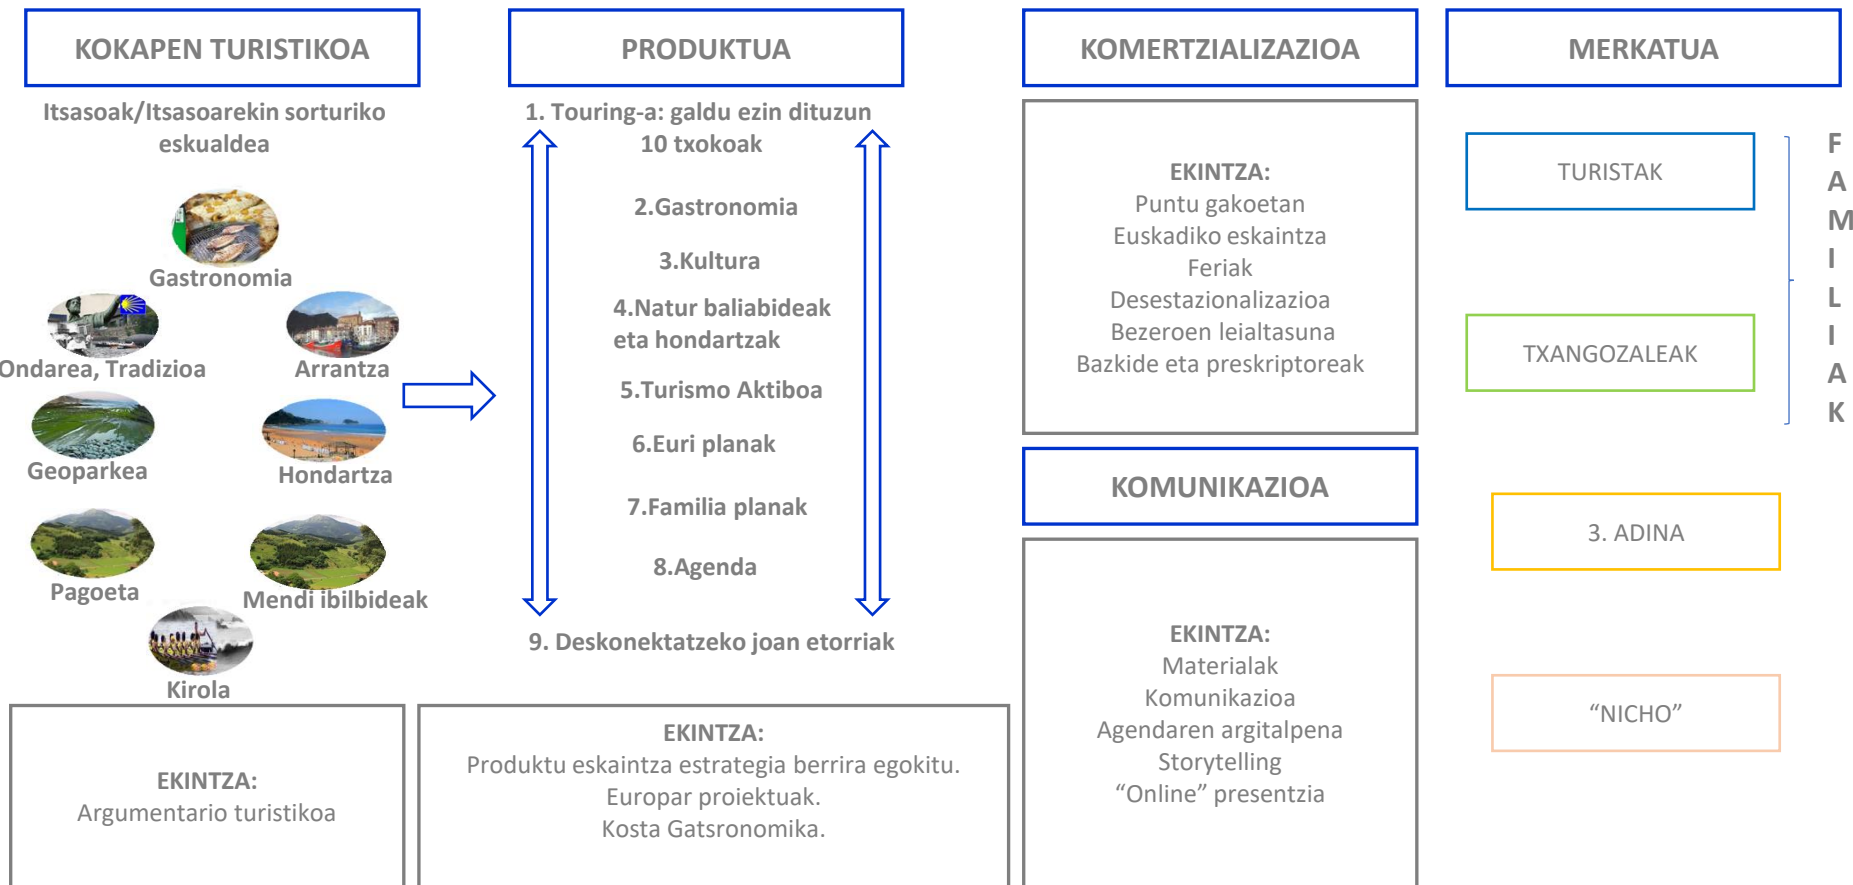 KOKAPEN TURISTIKOA
Itsasoak/Itsasoarekin sorturiko
eskualdea
Gastronomia
Ondarea, Tradizioa
Arrantza
Geoparkea
Hondartza
Pagoeta
Mendi ibilbideak
Kirola
EKINTZA:
Argumentario turistikoa
PRODUKTUA
1. Touring-a: galdu ezin dituzun
10 txokoak
2.Gastronomia
3.Kultura
4.Natur baliabideak
eta hondartzak
5.Turismo Aktiboa
6.Euri planak
7.Familia planak
8.Agenda
9. Deskonektatzeko joan etorriak
EKINTZA:
Produktu eskaintza estrategia berrira egokitu.
Europar proiektuak.
Kosta Gatsronomika.
KOMERTZIALIZAZIOA
EKINTZA:
Puntu gakoetan
Euskadiko eskaintza
Feriak
Desestazionalizazioa
Bezeroen leialtasuna
Bazkide eta preskriptoreak
KOMUNIKAZIOA
EKINTZA:
Materialak
Komunikazioa
Agendaren argitalpena
Storytelling
“Online” presentzia
MERKATUA
TURISTAK
TXANGOZALEAK
3. ADINA
“NICHO”
F
A
M
I
L
I
A
K